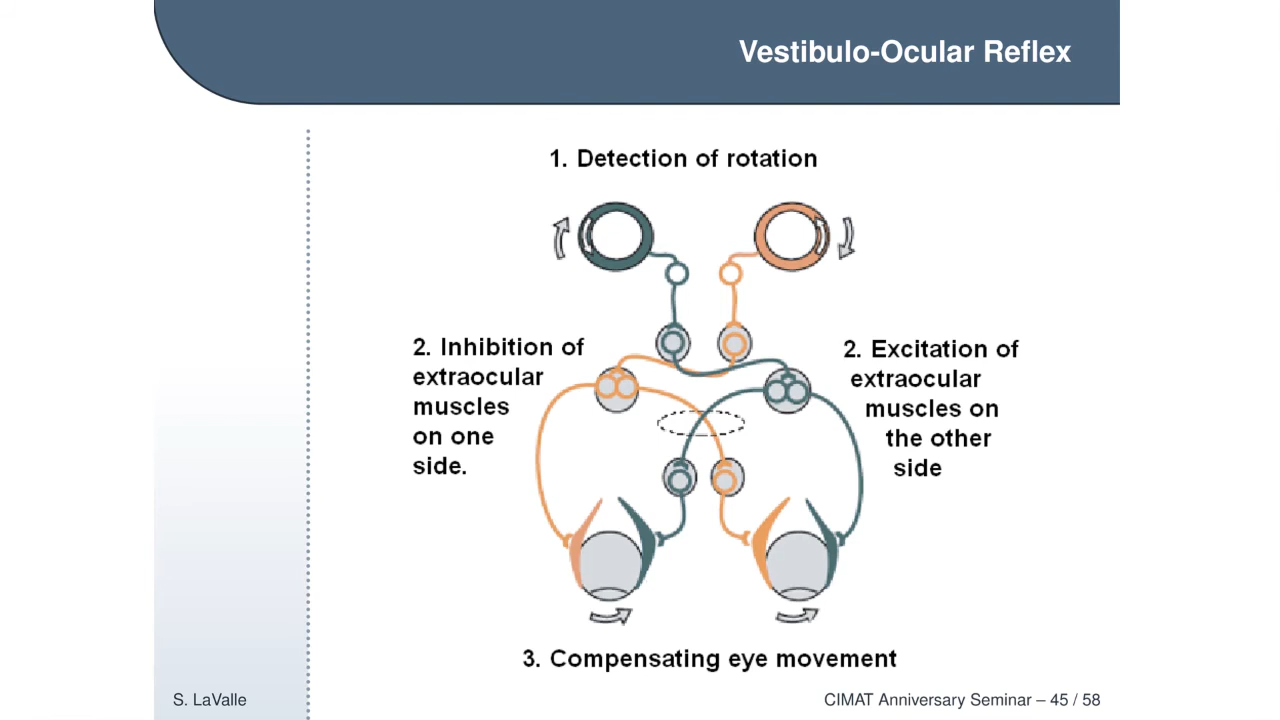 Vestibulo-Ocular Reflex
1. Detection of rotation
2. Inhibition of
extraocular
muscles
on one
side.
2. Excitation of
extraocular
muscles on
the other
side
3. Compensating eye movement
S. LaValle
CIMAT Anniversary Seminar – 45 / 58